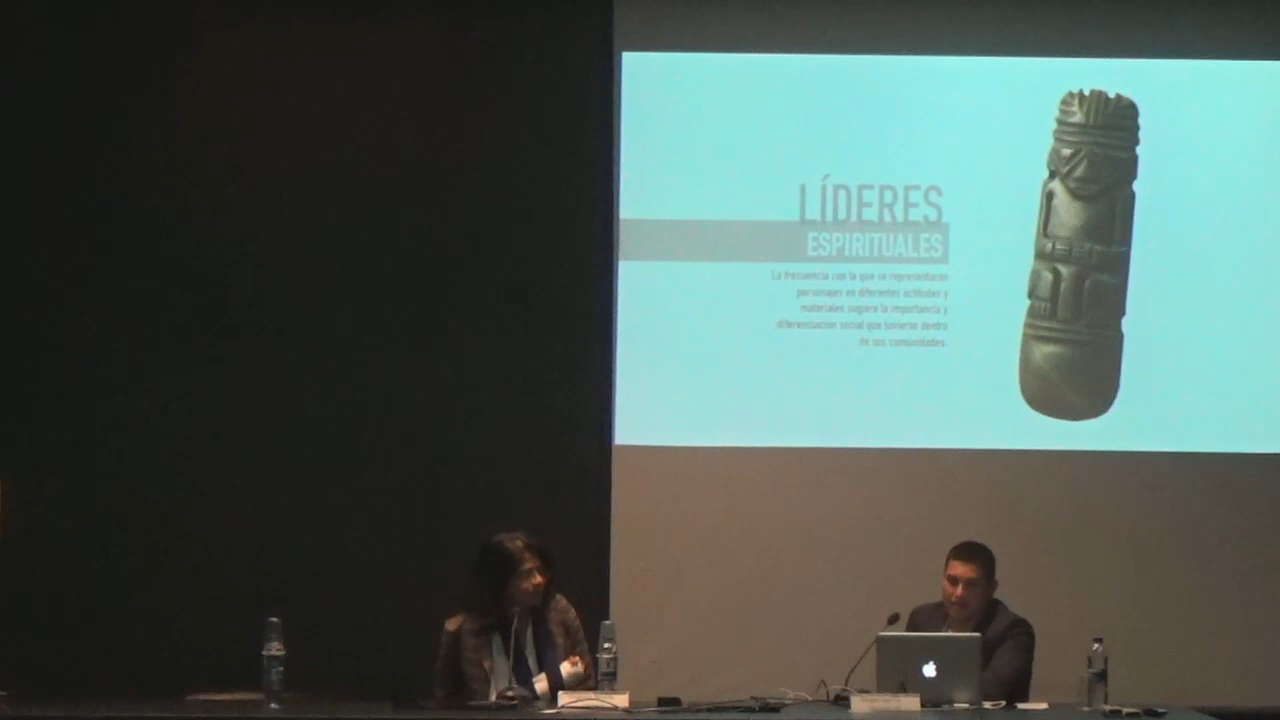 LÍDERES
ESPIRITUALES
La frecuencia con la que se representaron
personajes en diferentes actitudes y
materiales sugiere la importancia y
diferenciación social que tuvieron dentro
de sus comunidades.